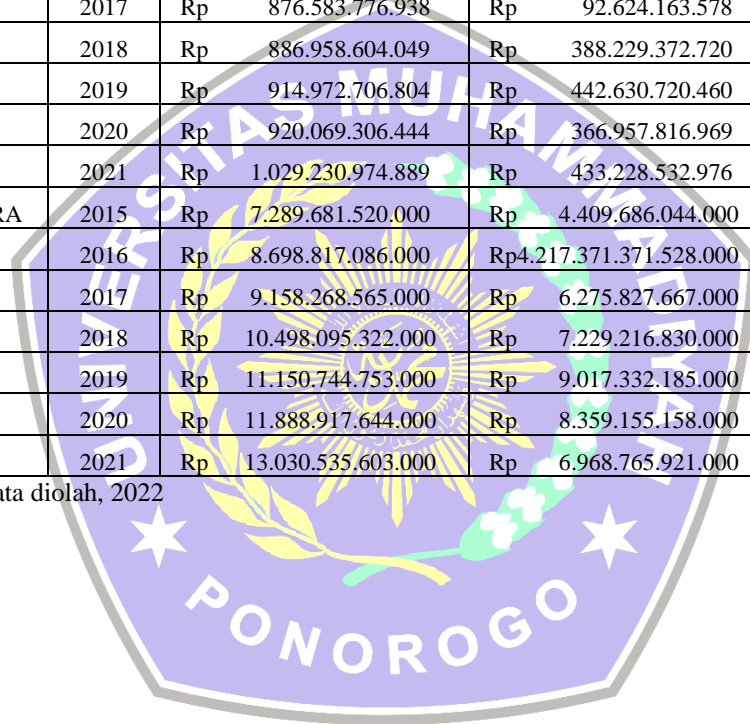 2017 Rp 876.583.776.938 Rp 92.624.163.578
2018 Rp 886.958.604.049 Rp 388.229.372.720
2019 Rp 914.972.706.804 Rp 442.630.720.460
2020 Rp 920.069.306.444 Rp 366.957.816.969
2021 Rp 1.029.230.974.889 Rp 433.228.532.976
RA 2015 Rp 7.289.681.520.000 Rp 4.409.686.044.000
2016 Rp 8.698.817.086.000 Rp4.217.371.371.528.000
2017 Rp 9.158.268.565.000 Rp 6.275.827.667.000
2018 Rp 10.498.095.322.000 Rp 7.229.216.830.000
2019 Rp 11.150.744.753.000 Rp 9.017.332.185.000
2020 Rp 11.888.917.644.000 Rp 8.359.155.158.000
2021 Rp 13.030.535.603.000 Rp 6.968.765.921.000
ata diolah, 2022
UNIVERSITAS MUHAMMADIYAH
PONOROGO